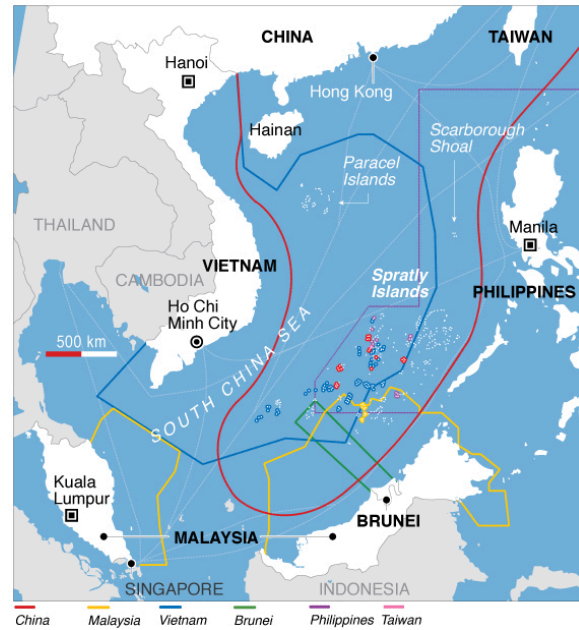 CHINA
TAIWAN
Hanoi
Hong Kong
Hainan
Scarborough
Shoal
Paracel
Islands
THAILAND
Manila
VIETNAM
CAMBODIA
Spratly
Islands
PHILIPPINES
Ho Chi
Minh City
500 km
SOUTH CHINA SEA
Kuala
Lumpur
BRUNEI
MALAYSIA
SINGAPORE
INDONESIA
China
Malaysia
Vietnam
Brunei
Philippines
Taiwan